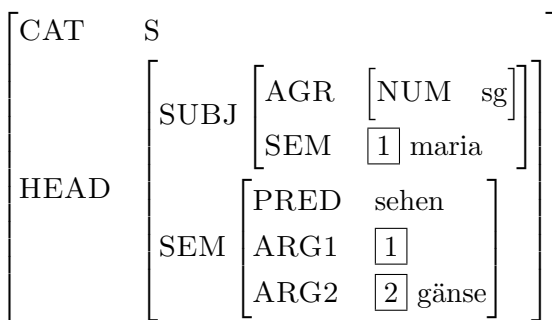 CAT S
SUBJ AGR NUM sg
SEM 1 maria
HEAD
PRED sehen
SEM ARG1 1
ARG2 2 gänse